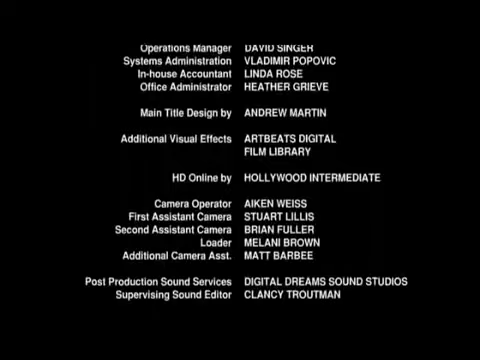 Operations Manager DAVID SINGER
Systems Administration VLADIMIR POPOVIC
In-house Accountant LINDA ROSE
Office Administrator HEATHER GRIEVE
Main Title Design by ANDREW MARTIN
Additional Visual Effects ARTBEATS DIGITAL
FILM LIBRARY
HD Online by HOLLYWOOD INTERMEDIATE
Camera Operator AIKEN WEISS
First Assistant Camera STUART LILLIS
Second Assistant Camera BRIAN FULLER
Loader MELANI BROWN
Additional Camera Asst. MATT BARBEE
Post Production Sound Services DIGITAL DREAMS SOUND STUDIOS
Supervising Sound Editor CLANCY TROUTMAN